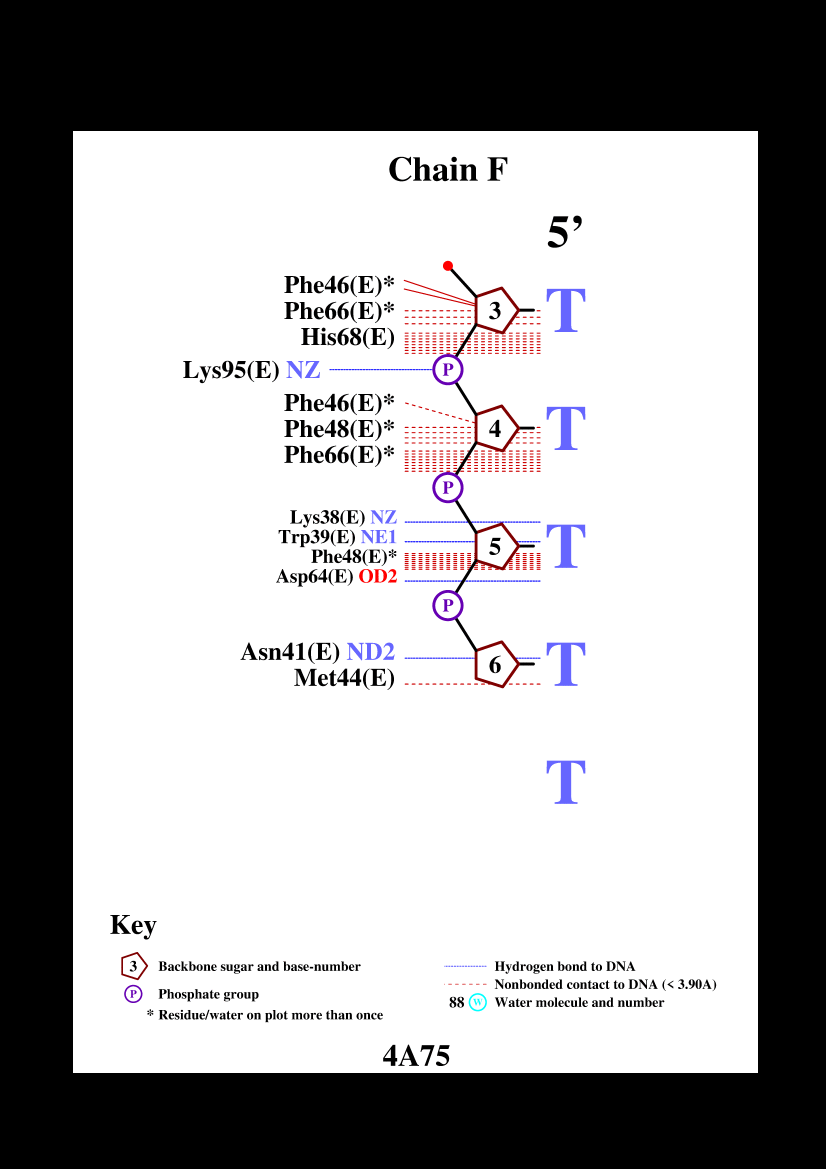 Chain F
5’
Phe46(E)*
Phe66(E)*
His68(E)
3
T
Lys95(E) NZ
P
Phe46(E)*
Phe48(E)*
Phe66(E)*
4
T
P
Lys38(E) NZ
Trp39(E) NE1
Phe48(E)*
Asp64(E) OD2
5
T
P
Asn41(E) ND2
Met44(E)
6
T
T
Key
3 Backbone sugar and base-number
P Phosphate group
* Residue/water on plot more than once
Hydrogen bond to DNA
Nonbonded contact to DNA (< 3.90A)
88 W Water molecule and number
4A75